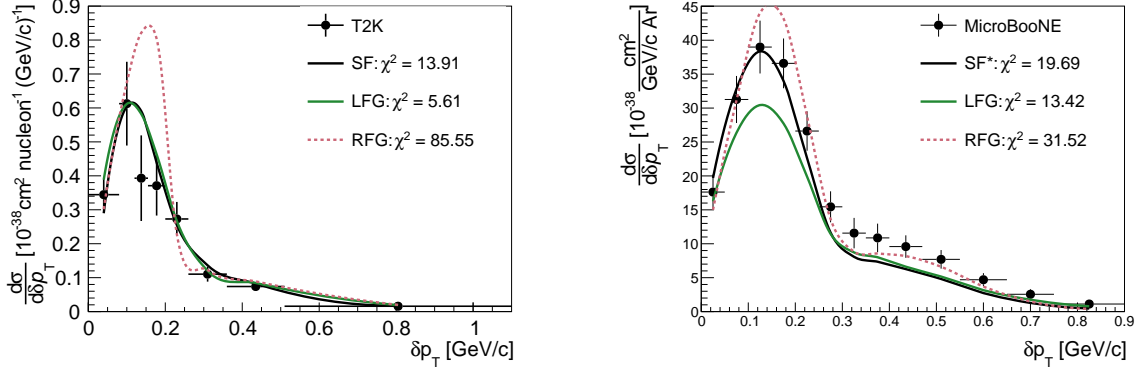 0.9
0.8
0.7
0.6
0.5
0.4
0.3
0.2
0.1
0
0 0.2 0.4 0.6 0.8 1
dσ/dδp_T [10⁻³⁸cm² nucleon⁻¹ (GeV/c)⁻¹]
δp_T [GeV/c]
T2K
SF: χ² = 13.91
LFG: χ² = 5.61
RFG: χ² = 85.55
45
40
35
30
25
20
15
10
5
0
0 0.1 0.2 0.3 0.4 0.5 0.6 0.7 0.8 0.9
dσ/dδp_T [10⁻³⁸ cm²/GeV/c Ar]
δp_T [GeV/c]
MicroBooNE
SF*: χ² = 19.69
LFG: χ² = 13.42
RFG: χ² = 31.52